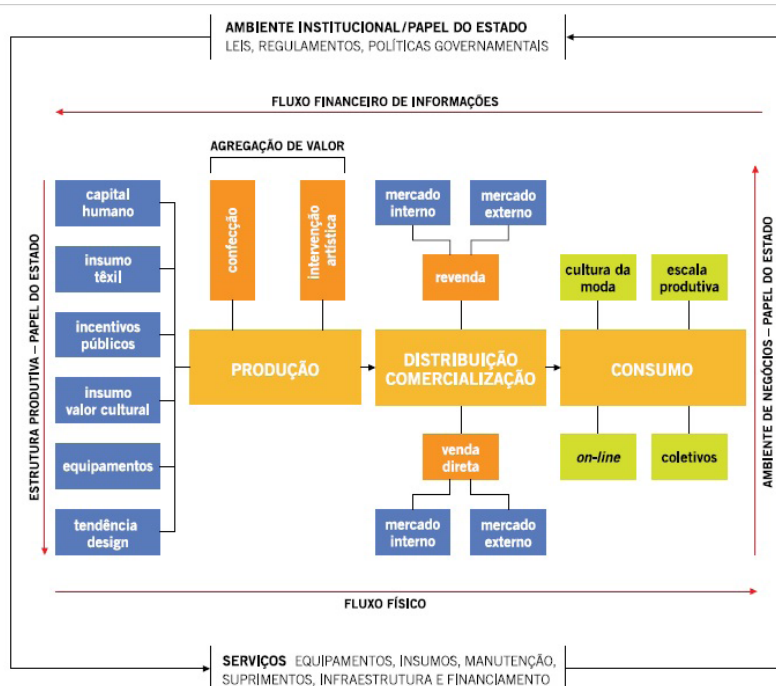 AMBIENTE INSTITUCIONAL/PAPEL DO ESTADO
LEIS, REGULAMENTOS, POLÍTICAS GOVERNAMENTAIS
FLUXO FINANCEIRO DE INFORMAÇÕES
AGREGAÇÃO DE VALOR
ESTRUTURA PRODUTIVA – PAPEL DO ESTADO
capital
humano
insumo
têxil
incentivos
públicos
insumo
valor cultural
equipamentos
tendência
design
confecção
intervenção
artística
PRODUÇÃO
mercado
interno
mercado
externo
revenda
DISTRIBUIÇÃO
COMERCIALIZAÇÃO
venda
direta
mercado
interno
mercado
externo
cultura da
moda
escala
produtiva
CONSUMO
on-line
coletivos
AMBIENTE DE NEGÓCIOS – PAPEL DO ESTADO
FLUXO FÍSICO
SERVIÇOS EQUIPAMENTOS, INSUMOS, MANUTENÇÃO,
SUPRIMENTOS, INFRAESTRUTURA E FINANCIAMENTO